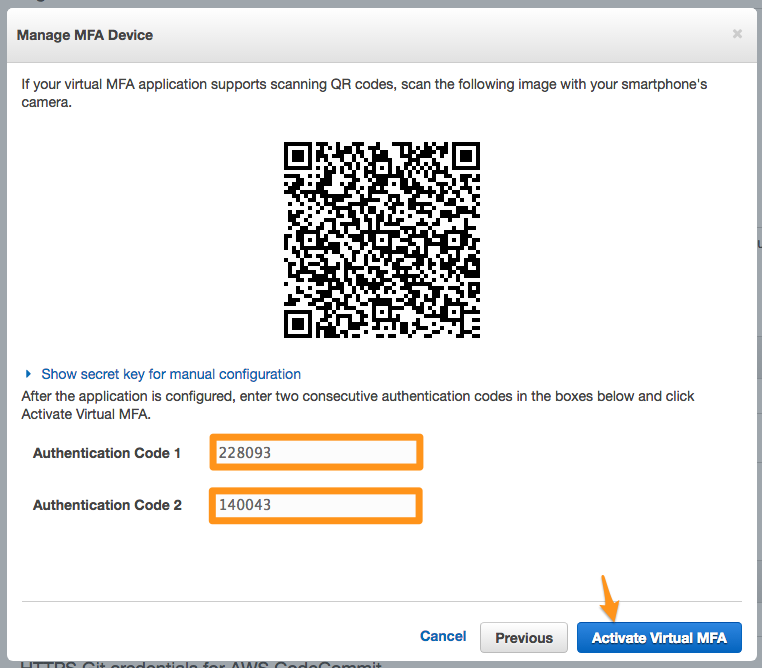 Manage MFA Device
×
If your virtual MFA application supports scanning QR codes, scan the following image with your smartphone's
camera.
Show secret key for manual configuration
After the application is configured, enter two consecutive authentication codes in the boxes below and click
Activate Virtual MFA.
Authentication Code 1 228093
Authentication Code 2 140043
Cancel Previous Activate Virtual MFA
HTTPS Git credentials for AWS CodeCommit